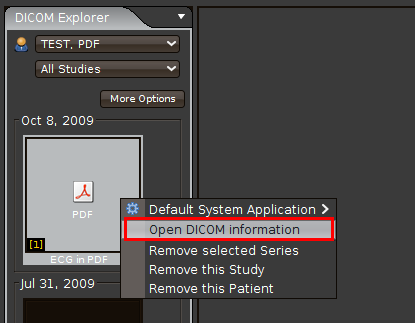 DICOM Explorer
TEST, PDF
All Studies
More Options
Oct 8, 2009
PDF
[1]
ECG in PDF
Default System Application
Open DICOM information
Remove selected Series
Remove this Study
Remove this Patient
Jul 31, 2009